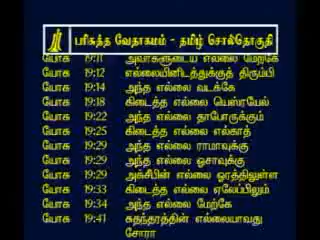 பரிசுத்த வேதாகமம் - தமிழ் சொல்தொகுதி
யோசு 19:11 அவர்களுடைய எல்லை மேற்கே
யோசு 19:12 எல்லையினிடத்துக்குத் திரும்பி
யோசு 19:14 அந்த எல்லை வடக்கே
யோசு 19:18 கிடைத்த எல்லை யெஸ்ரயேல்
யோசு 19:22 அந்த எல்லை தாபோருக்கும்
யோசு 19:25 கிடைத்த எல்லை எல்காத்
யோசு 19:29 அந்த எல்லை ராமாவுக்கு
யோசு 19:29 அந்த எல்லை ஓசாவுக்கு
யோசு 19:29 அக்சீபின் எல்லை ஓரத்திலுள்ள
யோசு 19:33 கிடைத்த எல்லை ஏலேப்பிலும்
யோசு 19:34 அந்த எல்லை மேற்கே
யோசு 19:41 சுதந்தரத்தின் எல்லையாவது
சோரா